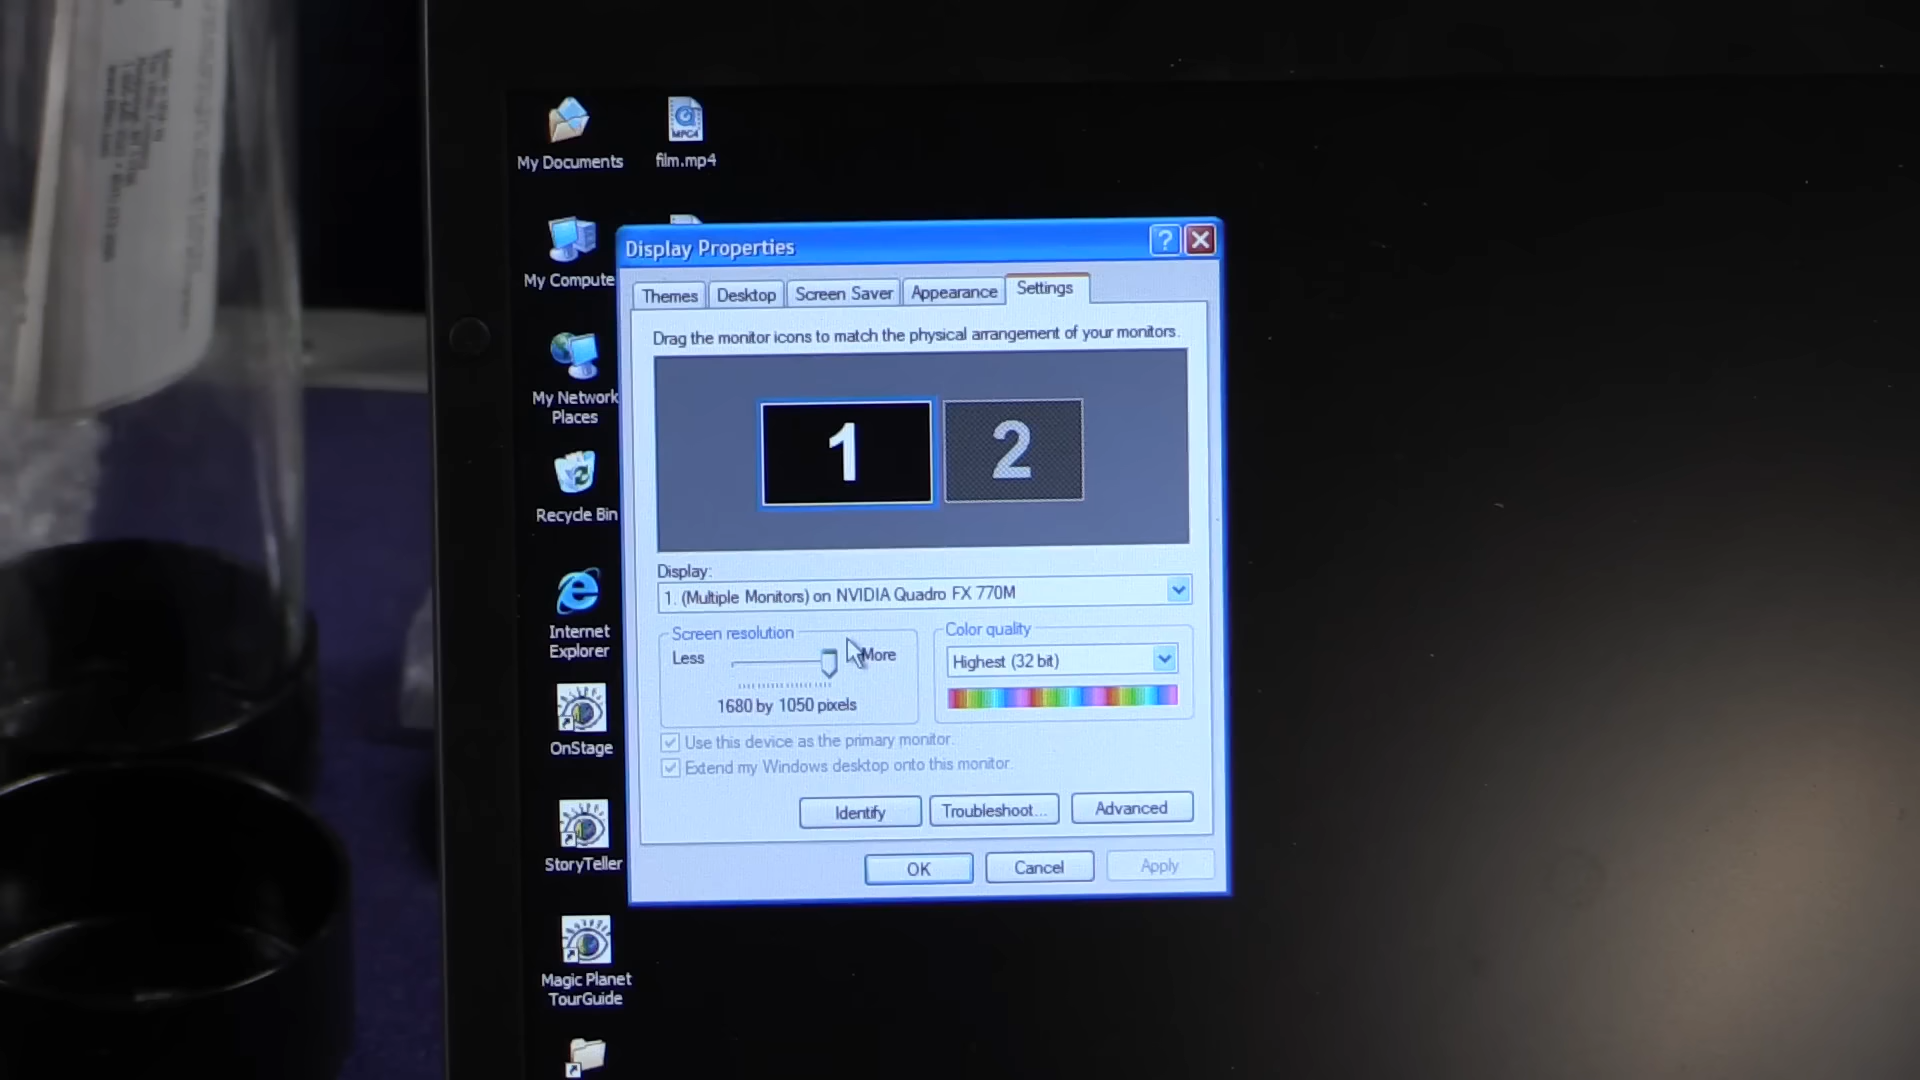 My Documents
film.mp4
MPC4
My Compute
My Network
Places
Recycle Bin
Internet
Explorer
OnStage
StoryTeller
Magic Planet
TourGuide
Display Properties
Themes
Desktop
Screen Saver
Appearance
Settings
Drag the monitor icons to match the physical arrangement of your monitors.
1
2
Display:
1. (Multiple Monitors) on NVIDIA Quadro FX 770M
Screen resolution
Less
More
1680 by 1050 pixels
Color quality
Highest (32 bit)
Use this device as the primary monitor.
Extend my Windows desktop onto this monitor.
Identify
Troubleshoot...
Advanced
OK
Cancel
Apply